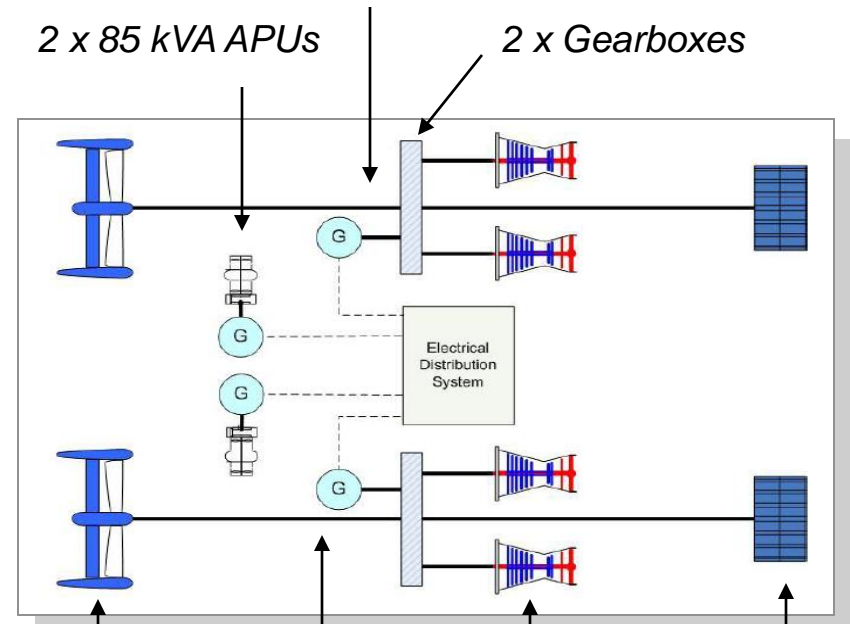 2 x 85 kVA APUs
2 x Gearboxes
G
G
Electrical
Distribution
System
G
G